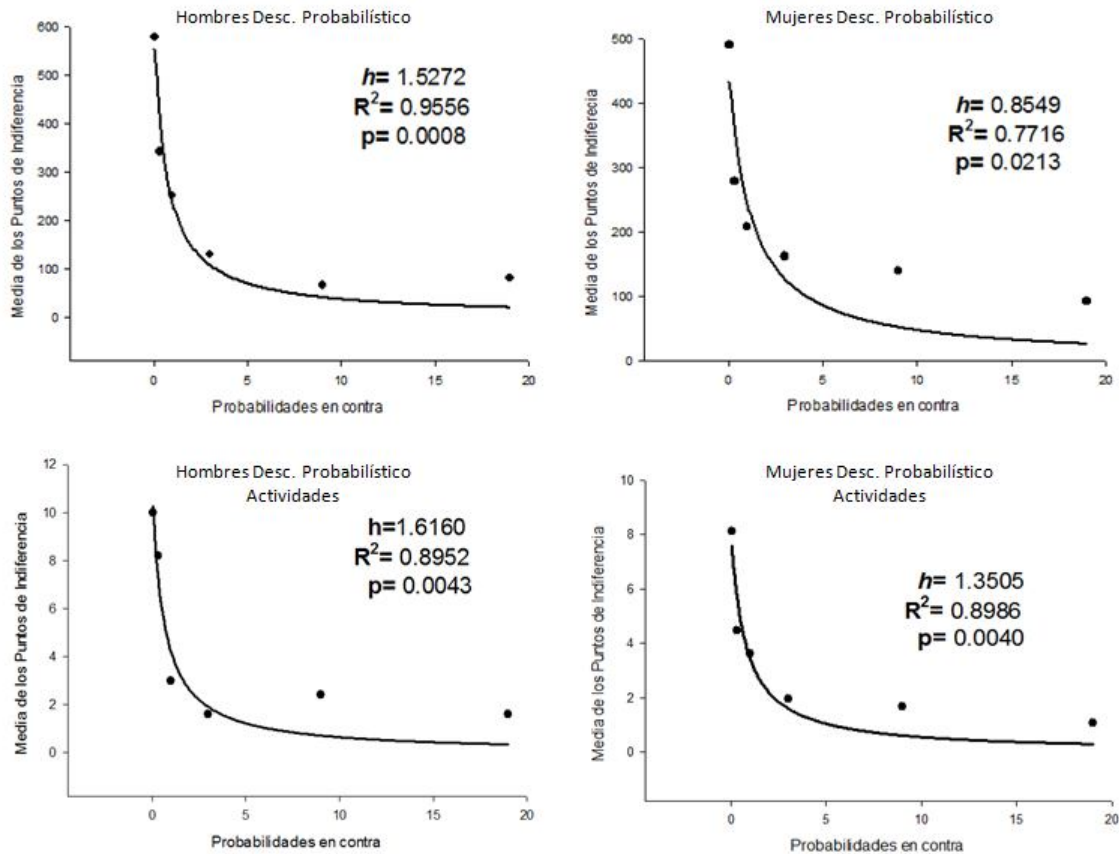 Hombres Desc. Probabilístico
600
500
400
300
200
100
0
Media de los Puntos de Indiferencia
h= 1.5272
R²= 0.9556
p= 0.0008
0 5 10 15 20
Probabilidades en contra
Mujeres Desc. Probabilístico
500
400
300
200
100
0
Media de los Puntos de Indiferecia
h= 0.8549
R²= 0.7716
p= 0.0213
0 5 10 15 20
Probabilidades en contra
Hombres Desc. Probabilístico
Actividades
12
10
8
6
4
2
0
Media de los Puntos de Indiferencia
h=1.6160
R²= 0.8952
p= 0.0043
0 5 10 15 20
Probabilidades en contra
Mujeres Desc. Probabilístico
Actividades
10
8
6
4
2
0
Media de los Puntos de Indiferencia
h= 1.3505
R²= 0.8986
p= 0.0040
0 5 10 15 20
Probabilidades en contra